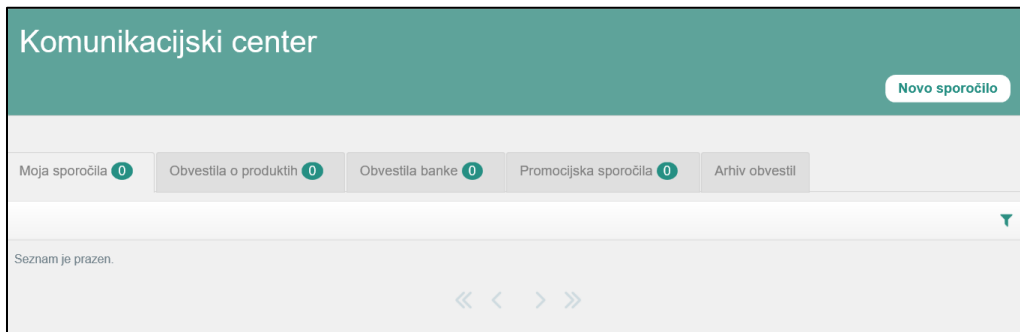 Komunikacijski center
Novo sporočilo
Moja sporočila 0 Obvestila o produktih 0 Obvestila banke 0 Promocijska sporočila 0 Arhiv obvestil
Seznam je prazen.